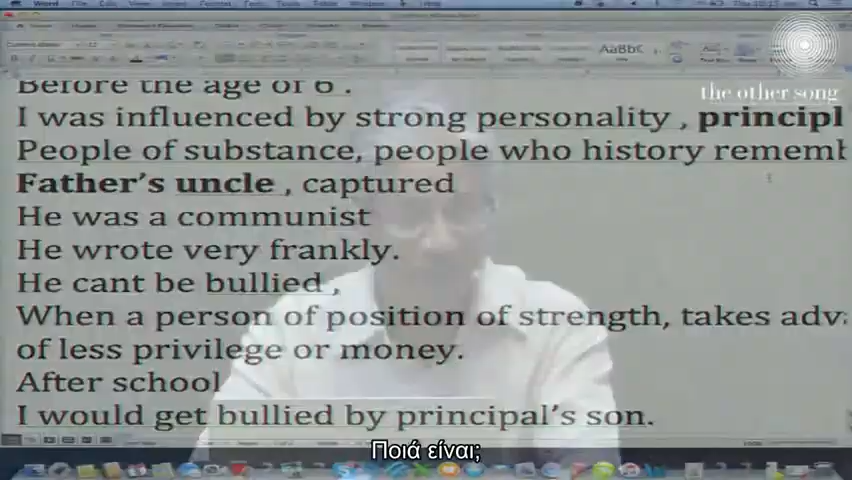 Word
the other song
AaBbC
Before the age of 6 .
I was influenced by strong personality , principl
People of substance, people who history rememb
Father's uncle , captured
He was a communist
He wrote very frankly.
He cant be bullied ,
When a person of position of strength, takes adva
of less privilege or money.
After school
I would get bullied by principal's son.
Ποιά είναι;